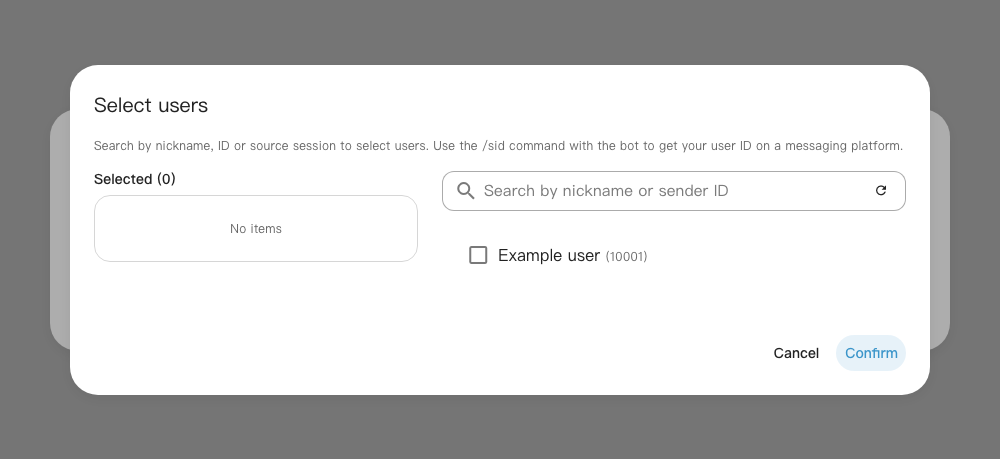 Select users
Search by nickname, ID or source session to select users. Use the /sid command with the bot to get your user ID on a messaging platform.
Selected (0)
No items
Search by nickname or sender ID
Example user (10001)
Cancel
Confirm